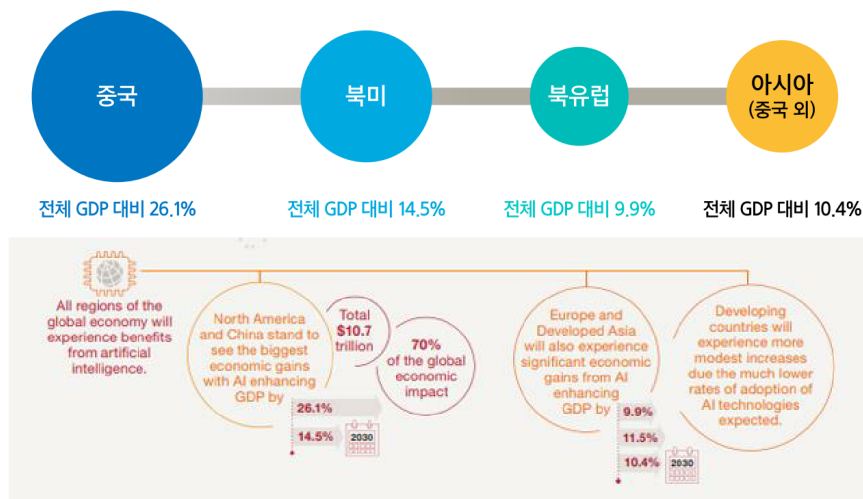 중국
북미
북유럽
아시아
(중국 외)
전체 GDP 대비 26.1%
전체 GDP 대비 14.5%
전체 GDP 대비 9.9%
전체 GDP 대비 10.4%
All regions of the
global economy will
experience benefits
from artificial
intelligence.
North America
and China stand to
see the biggest
economic gains
with AI enhancing
GDP by
26.1%
14.5%
2030
Total
$10.7
trillion
70%
of the global
economic
impact
Europe and
Developed Asia
will also experience
significant economic
gains from AI
enhancing
GDP by
9.9%
11.5%
10.4%
2030
Developing
countries will
experience more
modest increases
due the much lower
rates of adoption of
AI technologies
expected.